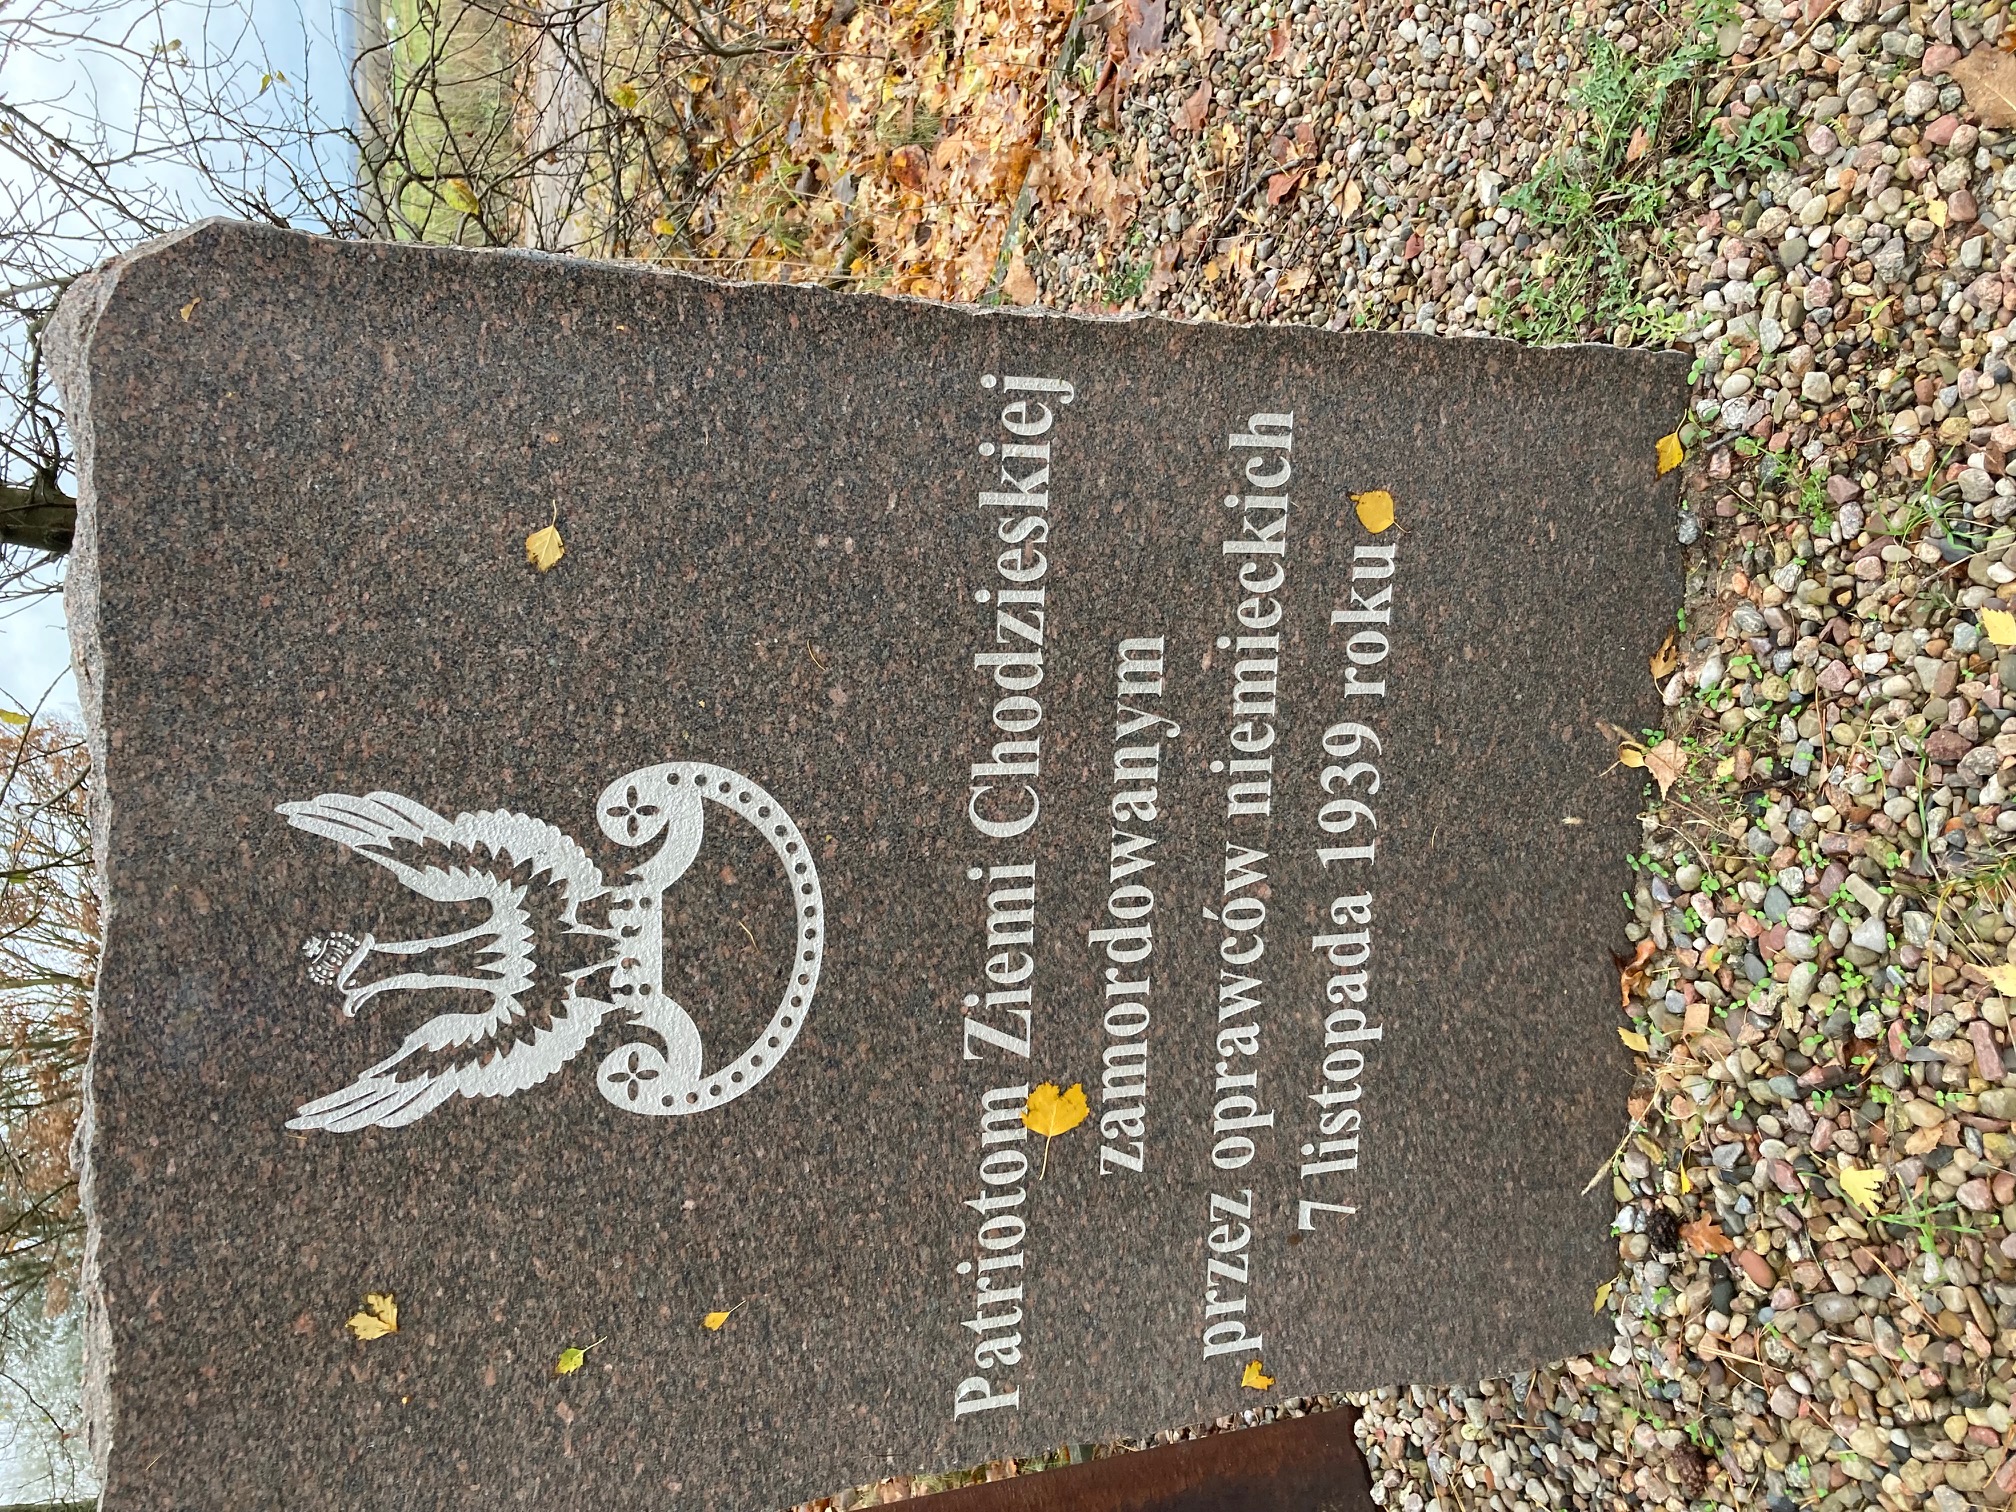 Patriotom Ziemi Chodzieskiej
zamordowanym
przez oprawców niemieckich
7 listopada 1939 roku